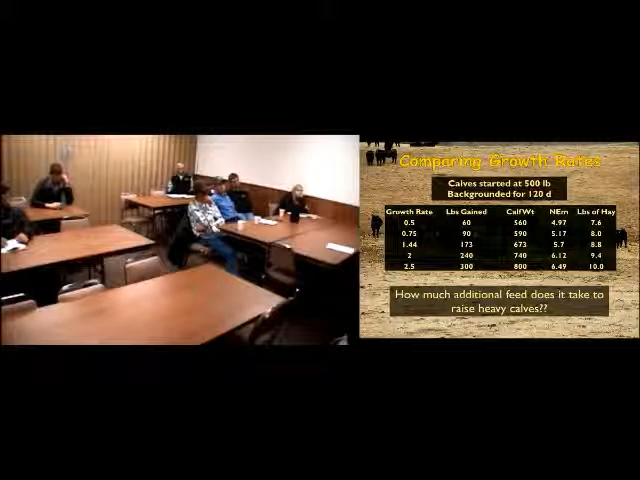 Comparing Growth Rates
Calves started at 500 lb
Backgrounded for 120 d
Growth Rate Lbs Gained CalfWt NEm Lbs of Hay
0.5 60 560 4.97 7.6
0.75 90 590 5.17 8.0
1.44 173 673 5.7 8.8
2 240 740 6.12 9.4
2.5 300 800 6.49 10.0
How much additional feed does it take to
raise heavy calves??